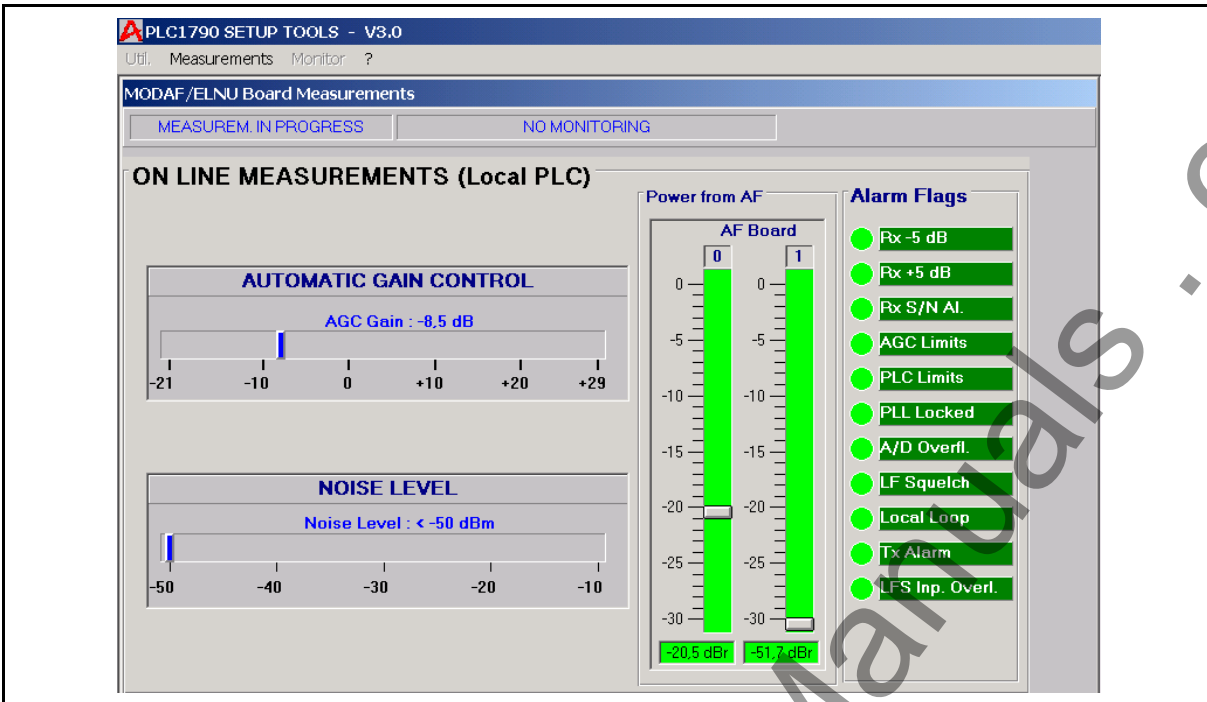 PLC1790 SETUP TOOLS - V3.0
Util. Measurements Monitor ?
MODAF/ELNU Board Measurements
MEASUREM. IN PROGRESS NO MONITORING
ON LINE MEASUREMENTS (Local PLC)
AUTOMATIC GAIN CONTROL
AGC Gain : -8,5 dB
-21 -10 0 +10 +20 +29
NOISE LEVEL
Noise Level : < -50 dBm
-50 -40 -30 -20 -10
Power from AF
AF Board
0 1
0 0
-5 -5
-10 -10
-15 -15
-20 -20
-25 -25
-30 -30
-20,5 dBr -51,7 dBr
Alarm Flags
Rx -5 dB
Rx +5 dB
Rx S/N Al.
AGC Limits
PLC Limits
PLL Locked
A/D Overfl.
LF Squelch
Local Loop
Tx Alarm
LFS Inp. Overl.
Manuals .